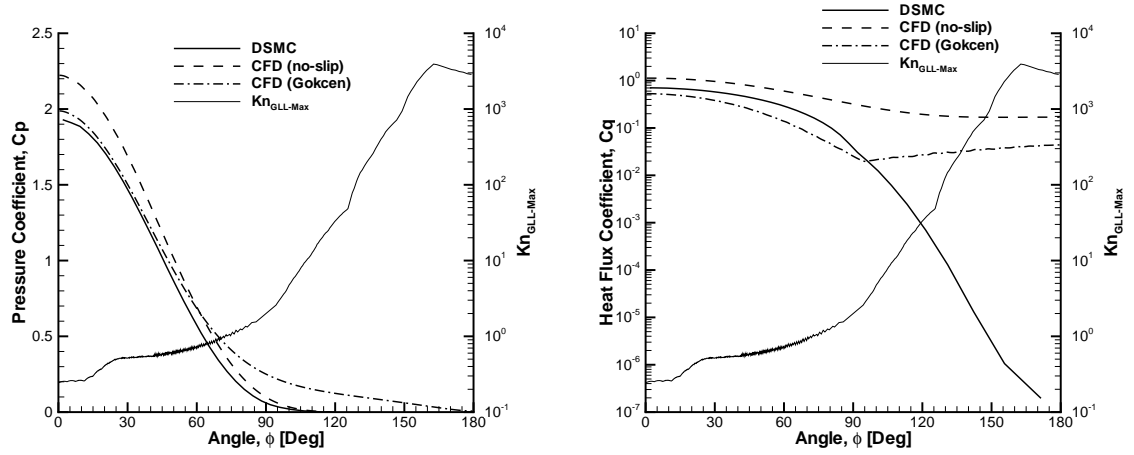 DSMC
CFD (no-slip)
CFD (Gokcen)
Kn_GLL-Max
Pressure Coefficient, Cp
2.5
2
1.5
1
0.5
0
10^4
10^3
10^2
10^1
10^0
10^-1
Kn_GLL-Max
0 30 60 90 120 150 180
Angle, ϕ [Deg]
DSMC
CFD (no-slip)
CFD (Gokcen)
Kn_GLL-Max
Heat Flux Coefficient, Cq
10^1
10^0
10^-1
10^-2
10^-3
10^-4
10^-5
10^-6
10^-7
10^4
10^3
10^2
10^1
10^0
10^-1
Kn_GLL-Max
0 30 60 90 120 150 180
Angle, ϕ [Deg]